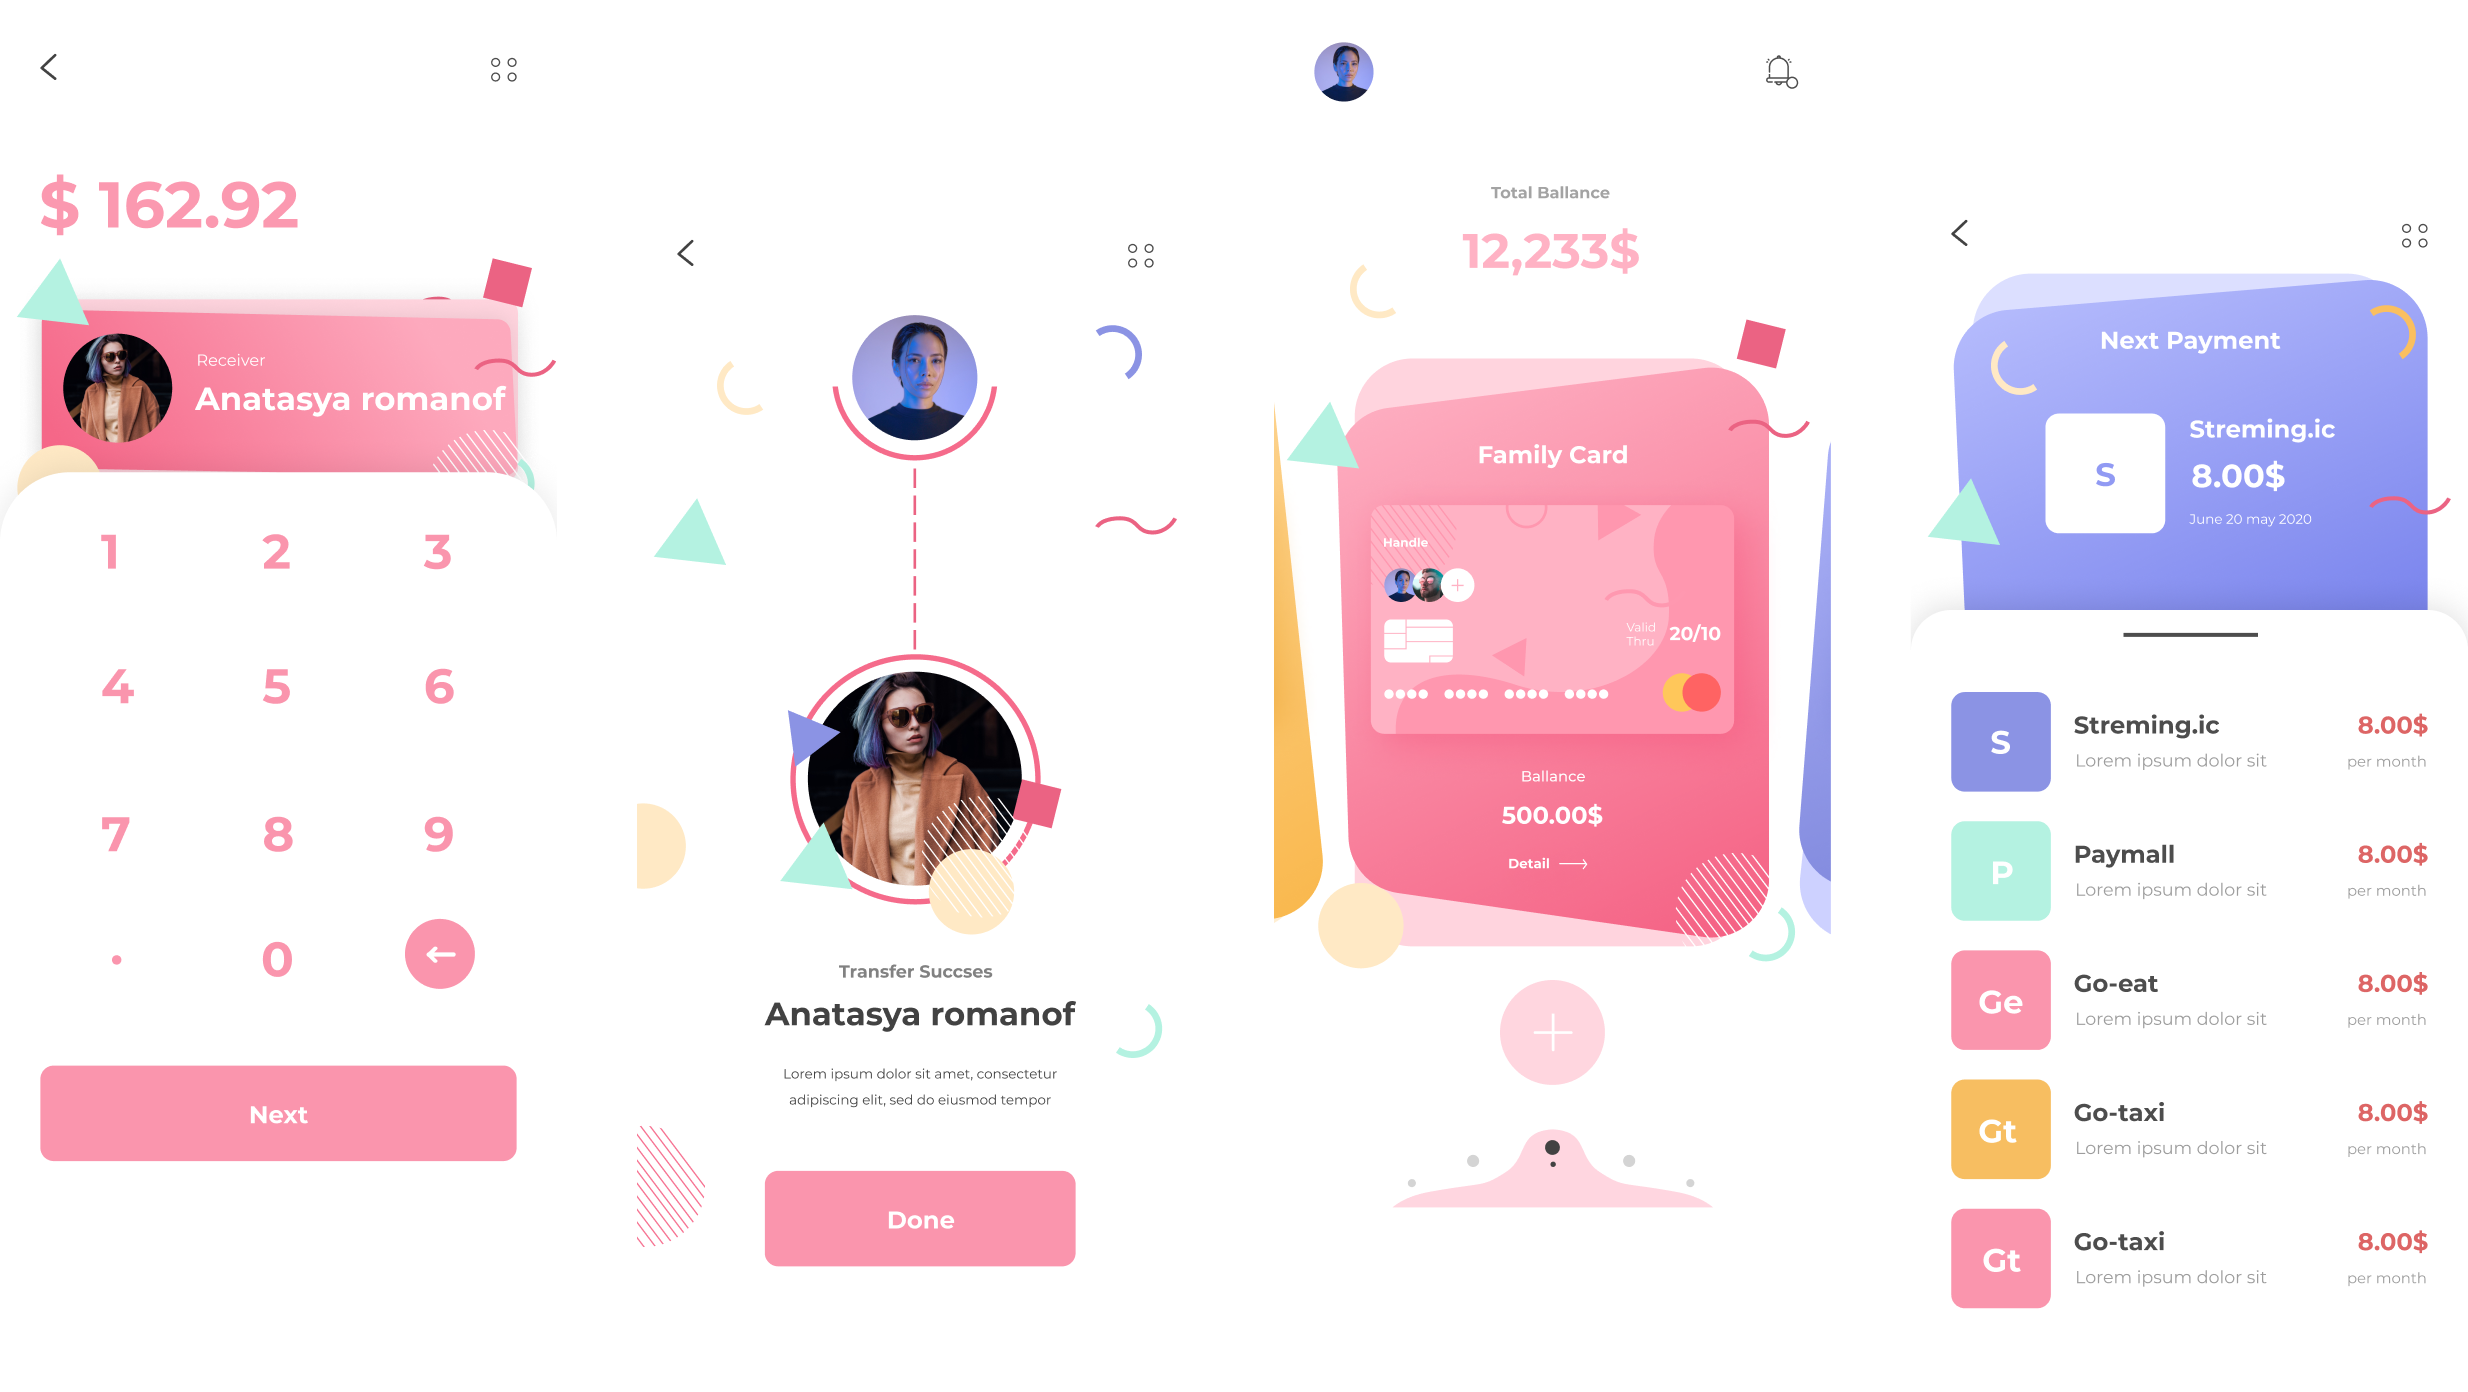 $ 162.92
Receiver
Anatasya romanof
1 2 3
4 5 6
7 8 9
. 0
Next
Transfer Succses
Anatasya romanof
Lorem ipsum dolor sit amet, consectetur
adipiscing elit, sed do eiusmod tempor
Done
Total Ballance
12,233$
Family Card
Handle
Valid
Thru
20/10
Ballance
500.00$
Detail
Next Payment
S
Streming.ic
8.00$
June 20 may 2020
S
Streming.ic
8.00$
Lorem ipsum dolor sit
per month
P
Paymall
8.00$
Lorem ipsum dolor sit
per month
Ge
Go-eat
8.00$
Lorem ipsum dolor sit
per month
Gt
Go-taxi
8.00$
Lorem ipsum dolor sit
per month
Gt
Go-taxi
8.00$
Lorem ipsum dolor sit
per month